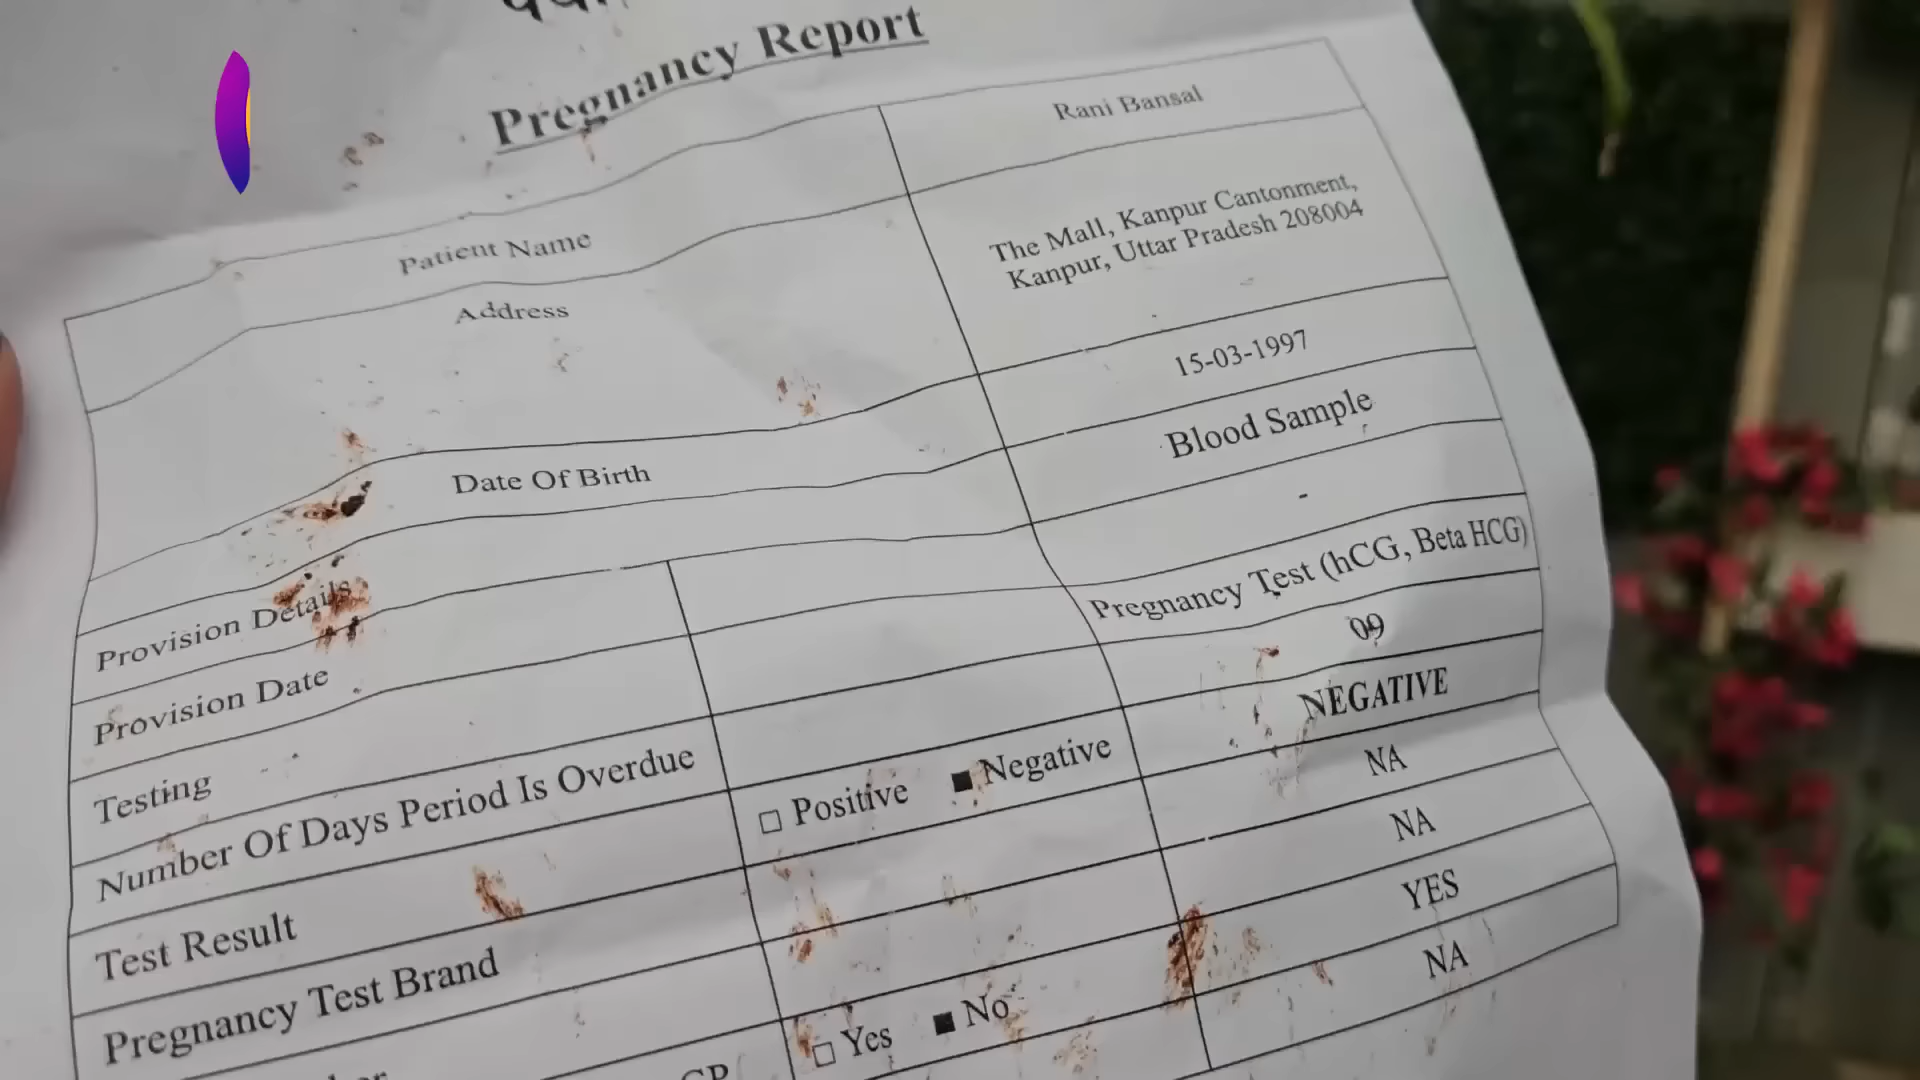 Pregnancy Report
Patient Name
Rani Bansal
Address
The Mall, Kanpur Cantonment,
Kanpur, Uttar Pradesh 208004
Date Of Birth
15-03-1997
Provision Details
Blood Sample
Provision Date
-
Testing
Pregnancy Test (hCG, Beta HCG)
Number Of Days Period Is Overdue
09
Test Result
□ Positive ■ Negative
NEGATIVE
Pregnancy Test Brand
NA
NA
□ Yes ■ No
YES
NA